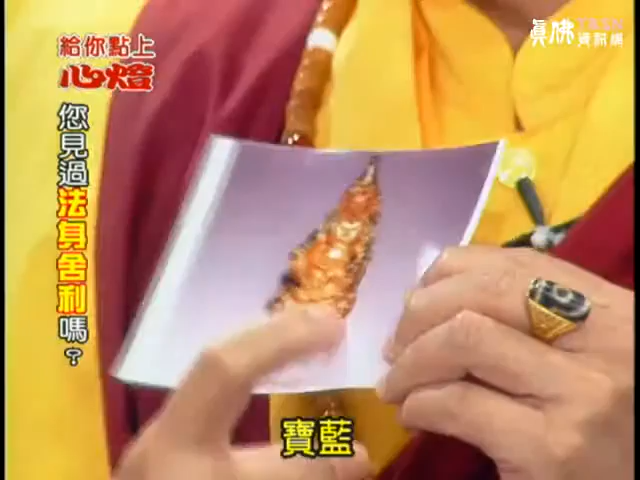 給你點上
心燈
您見過法身舍利嗎？
真佛資訊網
TBSN
寶藍